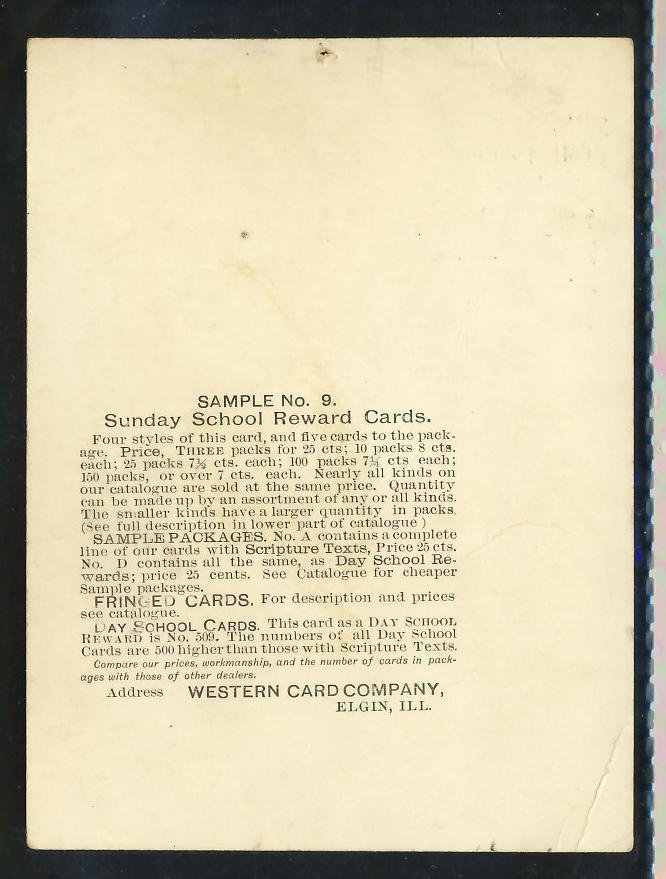 SAMPLE No. 9.
Sunday School Reward Cards.
Four styles of this card, and five cards to the pack-
age. Price, THREE packs for 25 cts; 10 packs 8 cts.
each; 25 packs 7½ cts. each; 100 packs 7¼ cts each;
150 packs, or over 7 cts. each. Nearly all kinds on
our catalogue are sold at the same price. Quantity
can be made up by an assortment of any or all kinds.
The smaller kinds have a larger quantity in packs.
(See full description in lower part of catalogue )
SAMPLE PACKAGES. No. A contains a complete
line of our cards with Scripture Texts, Price 25 cts.
No. D contains all the same, as Day School Re-
wards; price 25 cents. See Catalogue for cheaper
Sample packages.
FRINGED CARDS. For description and prices
see catalogue.
DAY SCHOOL CARDS. This card as a DAY SCHOOL
REWARD is No. 509. The numbers of all Day School
Cards are 500 higher than those with Scripture Texts.
Compare our prices, workmanship, and the number of cards in pack-
ages with those of other dealers.
Address WESTERN CARD COMPANY,
ELGIN, ILL.